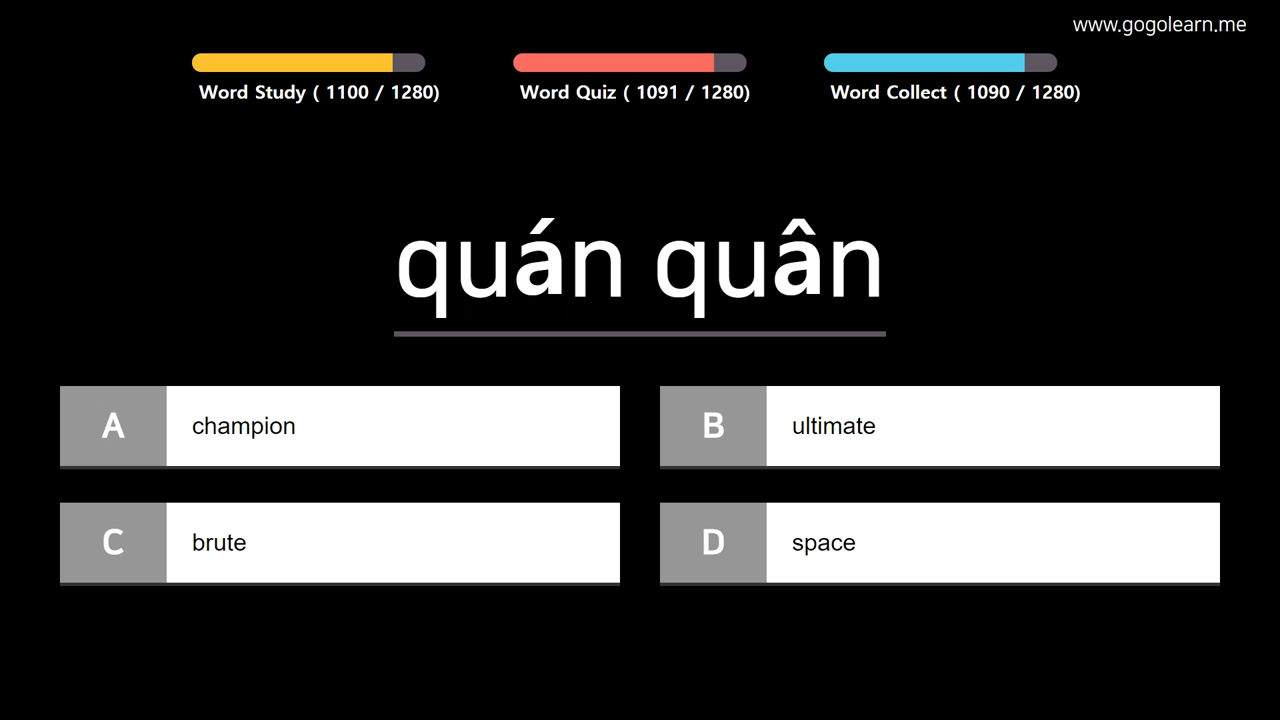 www.gogolearn.me
Word Study ( 1100 / 1280)
Word Quiz ( 1091 / 1280)
Word Collect ( 1090 / 1280)
quán quân
A champion
B ultimate
C brute
D space